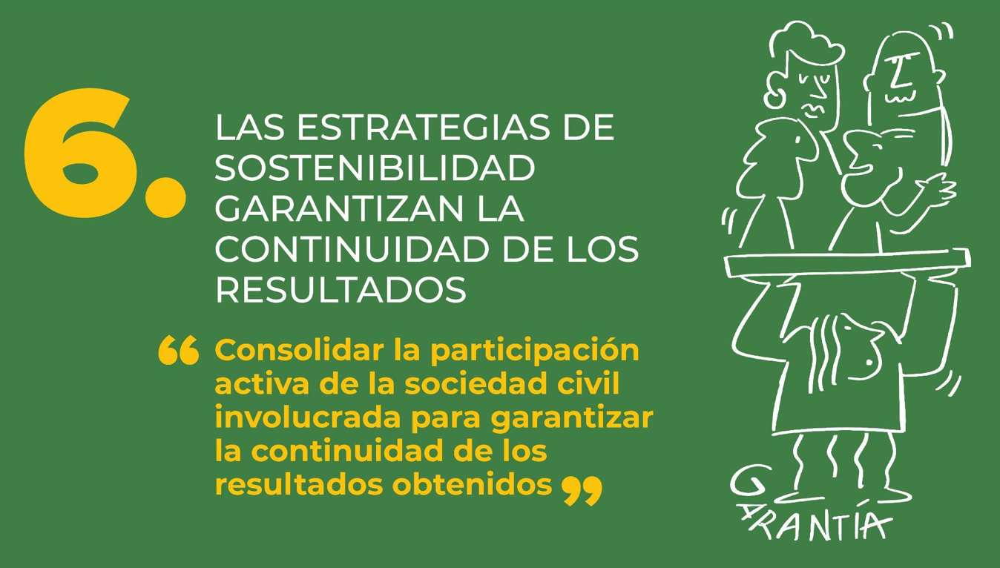 6.
LAS ESTRATEGIAS DE
SOSTENIBILIDAD
GARANTIZAN LA
CONTINUIDAD DE LOS
RESULTADOS
“Consolidar la participación
activa de la sociedad civil
involucrada para garantizar
la continuidad de los
resultados obtenidos”
GARANTÍA